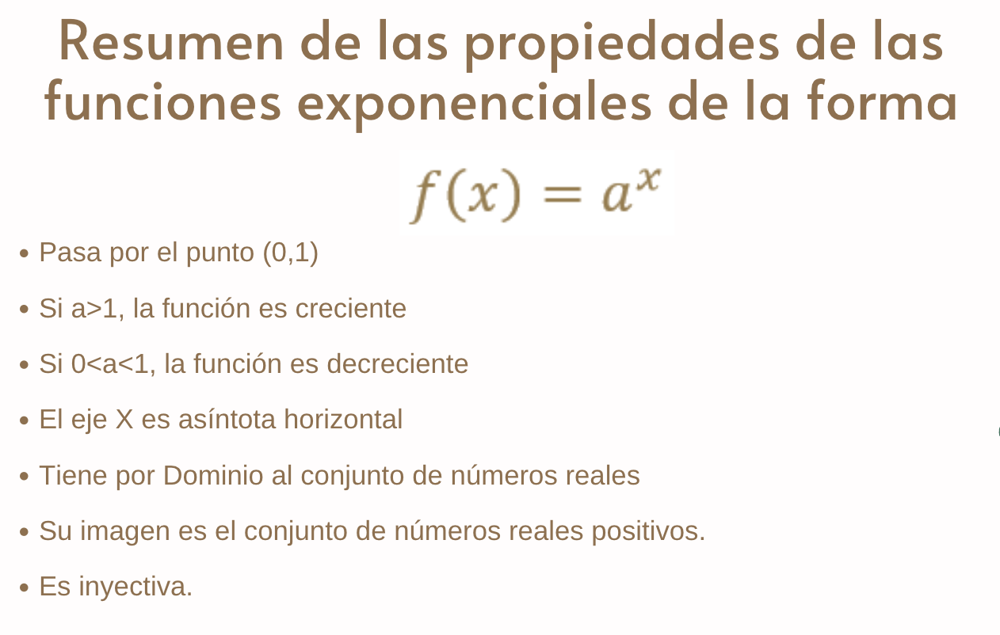 Resumen de las propiedades de las
funciones exponenciales de la forma
f(x) = aˣ
• Pasa por el punto (0,1)
• Si a>1, la función es creciente
• Si 0<a<1, la función es decreciente
• El eje X es asíntota horizontal
• Tiene por Dominio al conjunto de números reales
• Su imagen es el conjunto de números reales positivos.
• Es inyectiva.